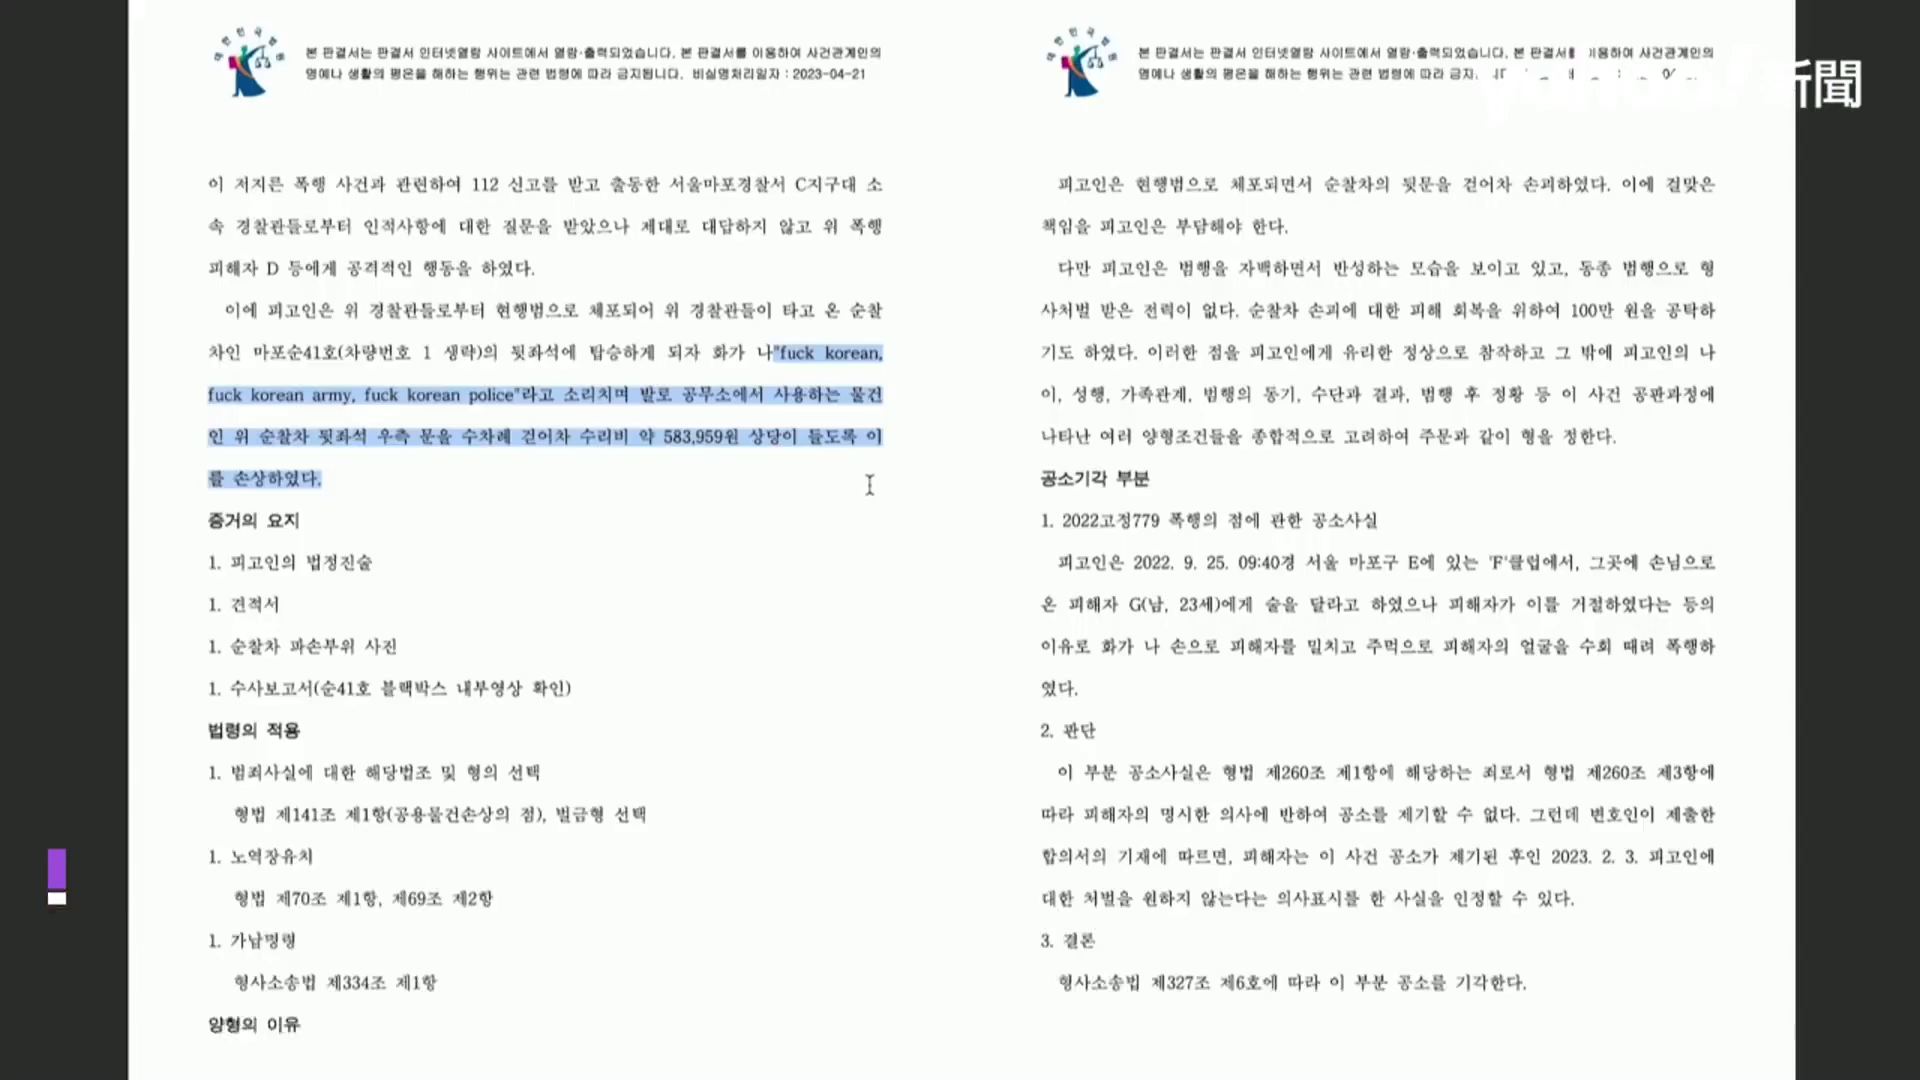 본 판결서는 판결서 인터넷열람 사이트에서 열람·출력되었습니다. 본 판결서를 이용하여 사건관계인의
명예나 생활의 평온을 해하는 행위는 관련 법령에 따라 금지됩니다. 비실명처리일자 : 2023-04-21
이 저지른 폭행 사건과 관련하여 112 신고를 받고 출동한 서울마포경찰서 C지구대 소
속 경찰관들로부터 인적사항에 대한 질문을 받았으나 제대로 대답하지 않고 위 폭행
피해자 D 등에게 공격적인 행동을 하였다.
이에 피고인은 위 경찰관들로부터 현행범으로 체포되어 위 경찰관들이 타고 온 순찰
차인 마포순41호(차량번호 1 생략)의 뒷좌석에 탑승하게 되자 화가 나"fuck korean,
fuck korean army, fuck korean police"라고 소리치며 발로 공무소에서 사용하는 물건
인 위 순찰차 뒷좌석 우측 문을 수차례 걷어차 수리비 약 583,959원 상당이 들도록 이
를 손상하였다.
증거의 요지
1. 피고인의 법정진술
1. 견적서
1. 순찰차 파손부위 사진
1. 수사보고서(순41호 블랙박스 내부영상 확인)
법령의 적용
1. 범죄사실에 대한 해당법조 및 형의 선택
형법 제141조 제1항(공용물건손상의 점), 벌금형 선택
1. 노역장유치
형법 제70조 제1항, 제69조 제2항
1. 가납명령
형사소송법 제334조 제1항
양형의 이유
본 판결서는 판결서 인터넷열람 사이트에서 열람·출력되었습니다. 본 판결서를 이용하여 사건관계인의
명예나 생활의 평온을 해하는 행위는 관련 법령에 따라
新聞
피고인은 현행범으로 체포되면서 순찰차의 뒷문을 걷어차 손괴하였다. 이에 걸맞은
책임을 피고인은 부담해야 한다.
다만 피고인은 범행을 자백하면서 반성하는 모습을 보이고 있고, 동종 범행으로 형
사처벌 받은 전력이 없다. 순찰차 손괴에 대한 피해 회복을 위하여 100만 원을 공탁하
기도 하였다. 이러한 점을 피고인에게 유리한 정상으로 참작하고 그 밖에 피고인의 나
이, 성행, 가족관계, 범행의 동기, 수단과 결과, 범행 후 정황 등 이 사건 공판과정에
나타난 여러 양형조건들을 종합적으로 고려하여 주문과 같이 형을 정한다.
공소기각 부분
1. 2022고정779 폭행의 점에 관한 공소사실
피고인은 2022. 9. 25. 09:40경 서울 마포구 E에 있는 'F'클럽에서, 그곳에 손님으로
온 피해자 G(남, 23세)에게 술을 달라고 하였으나 피해자가 이를 거절하였다는 등의
이유로 화가 나 손으로 피해자를 밀치고 주먹으로 피해자의 얼굴을 수회 때려 폭행하
였다.
2. 판단
이 부분 공소사실은 형법 제260조 제1항에 해당하는 죄로서 형법 제260조 제3항에
따라 피해자의 명시한 의사에 반하여 공소를 제기할 수 없다. 그런데 변호인이 제출한
합의서의 기재에 따르면, 피해자는 이 사건 공소가 제기된 후인 2023. 2. 3. 피고인에
대한 처벌을 원하지 않는다는 의사표시를 한 사실을 인정할 수 있다.
3. 결론
형사소송법 제327조 제6호에 따라 이 부분 공소를 기각한다.